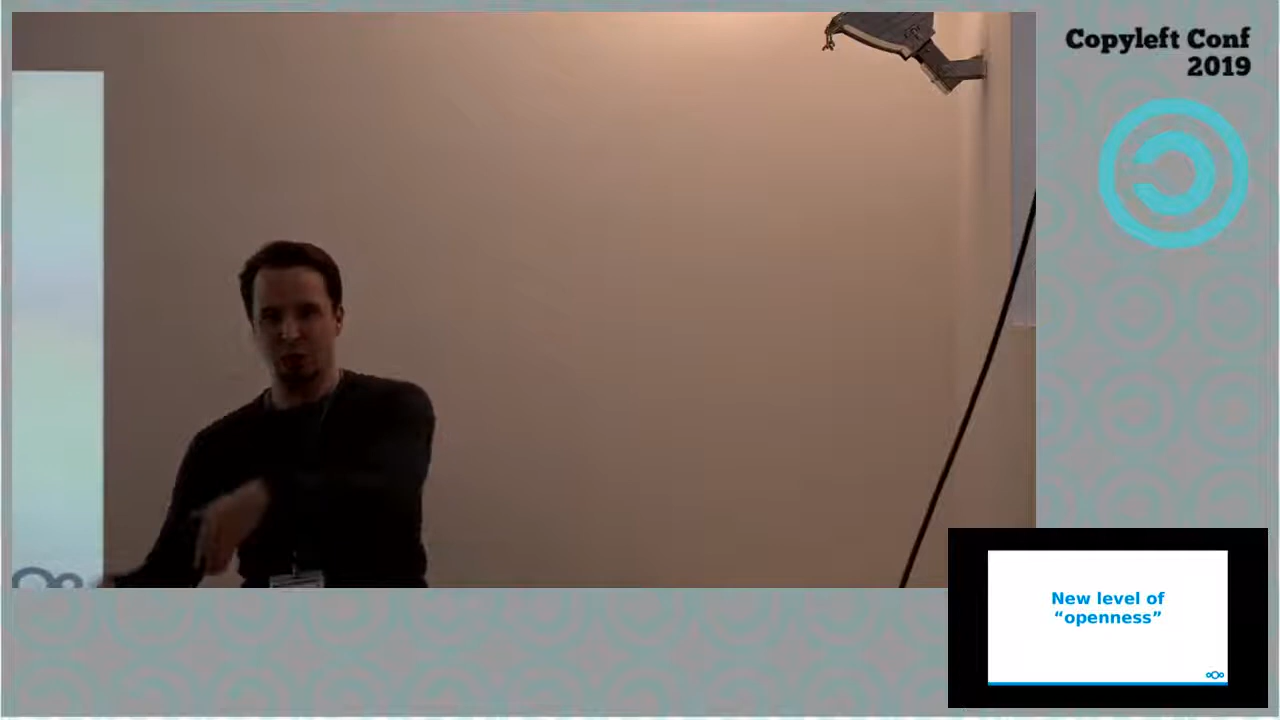 Copyleft Conf
2019
New level of
“openness”